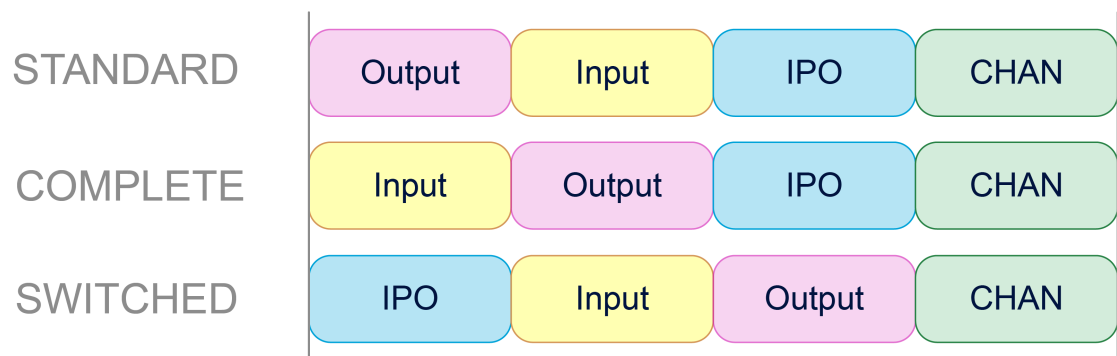 STANDARD Output Input IPO CHAN
COMPLETE Input Output IPO CHAN
SWITCHED IPO Input Output CHAN